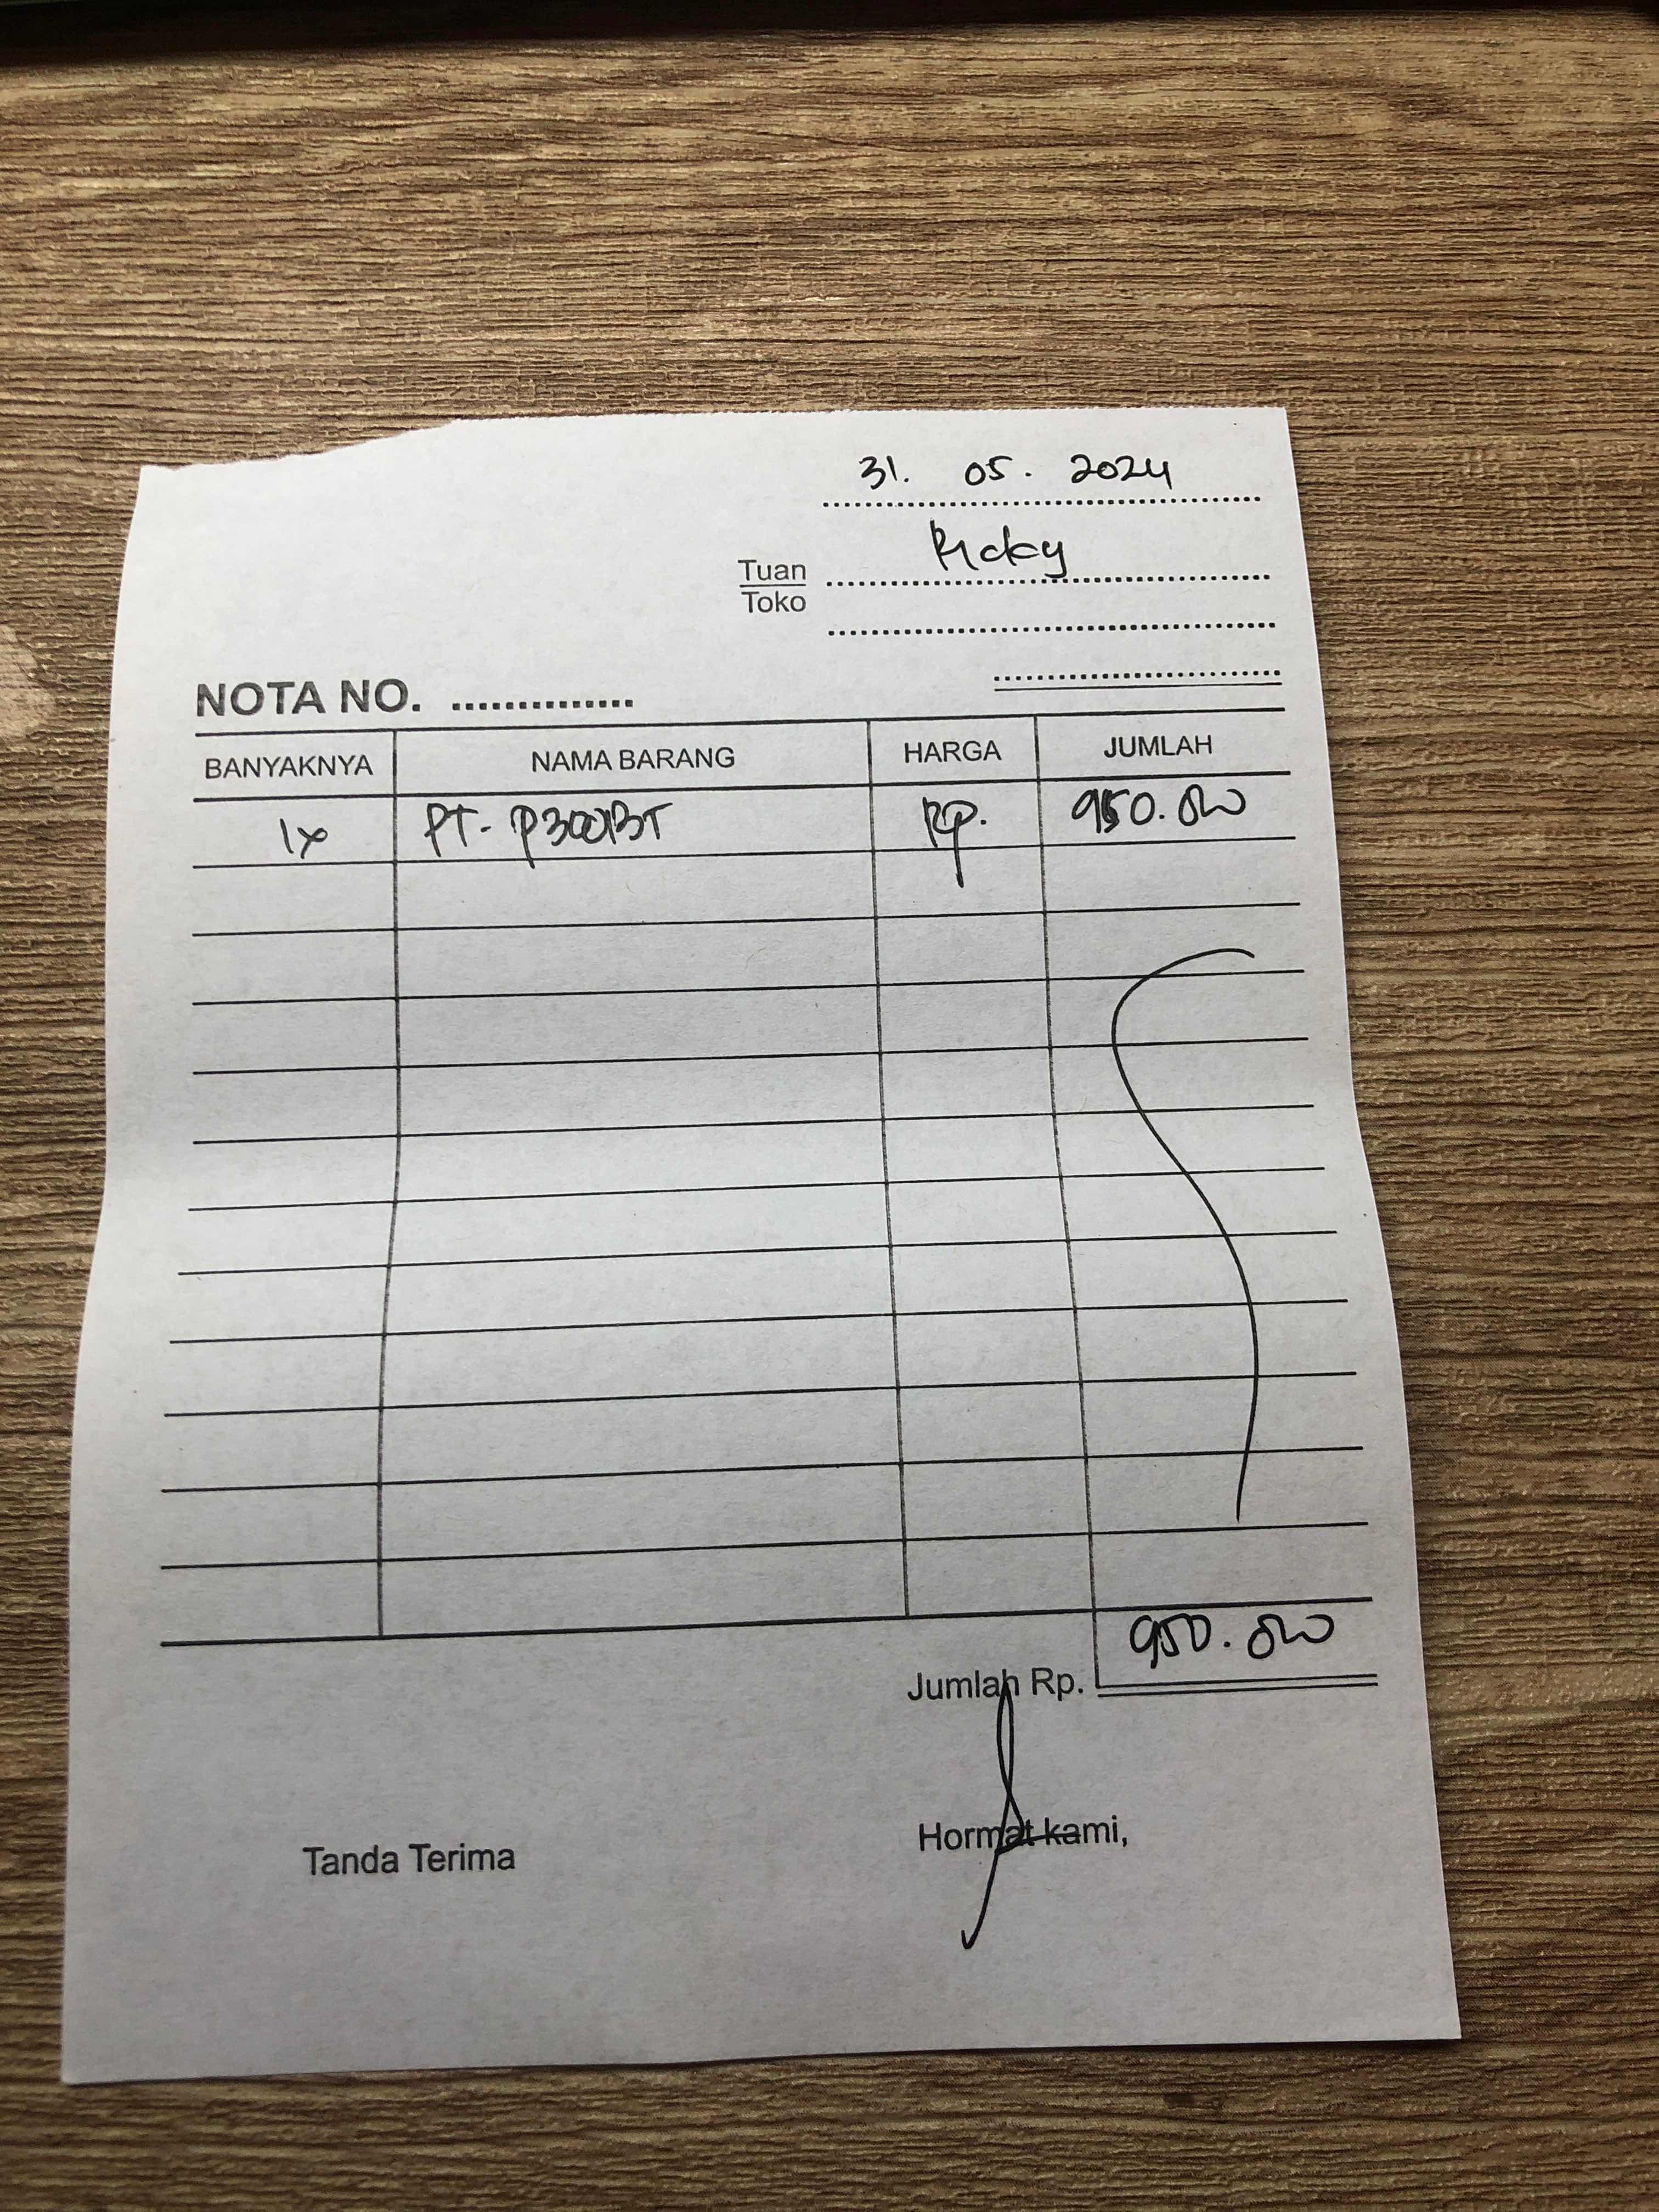 31. 05. 2024
Tuan Ricky
Toko
NOTA NO. ..............
BANYAKNYA NAMA BARANG HARGA JUMLAH
1x PT-P300BT Rp. 950.000
Jumlah Rp. 950.000
Tanda Terima Hormat kami,